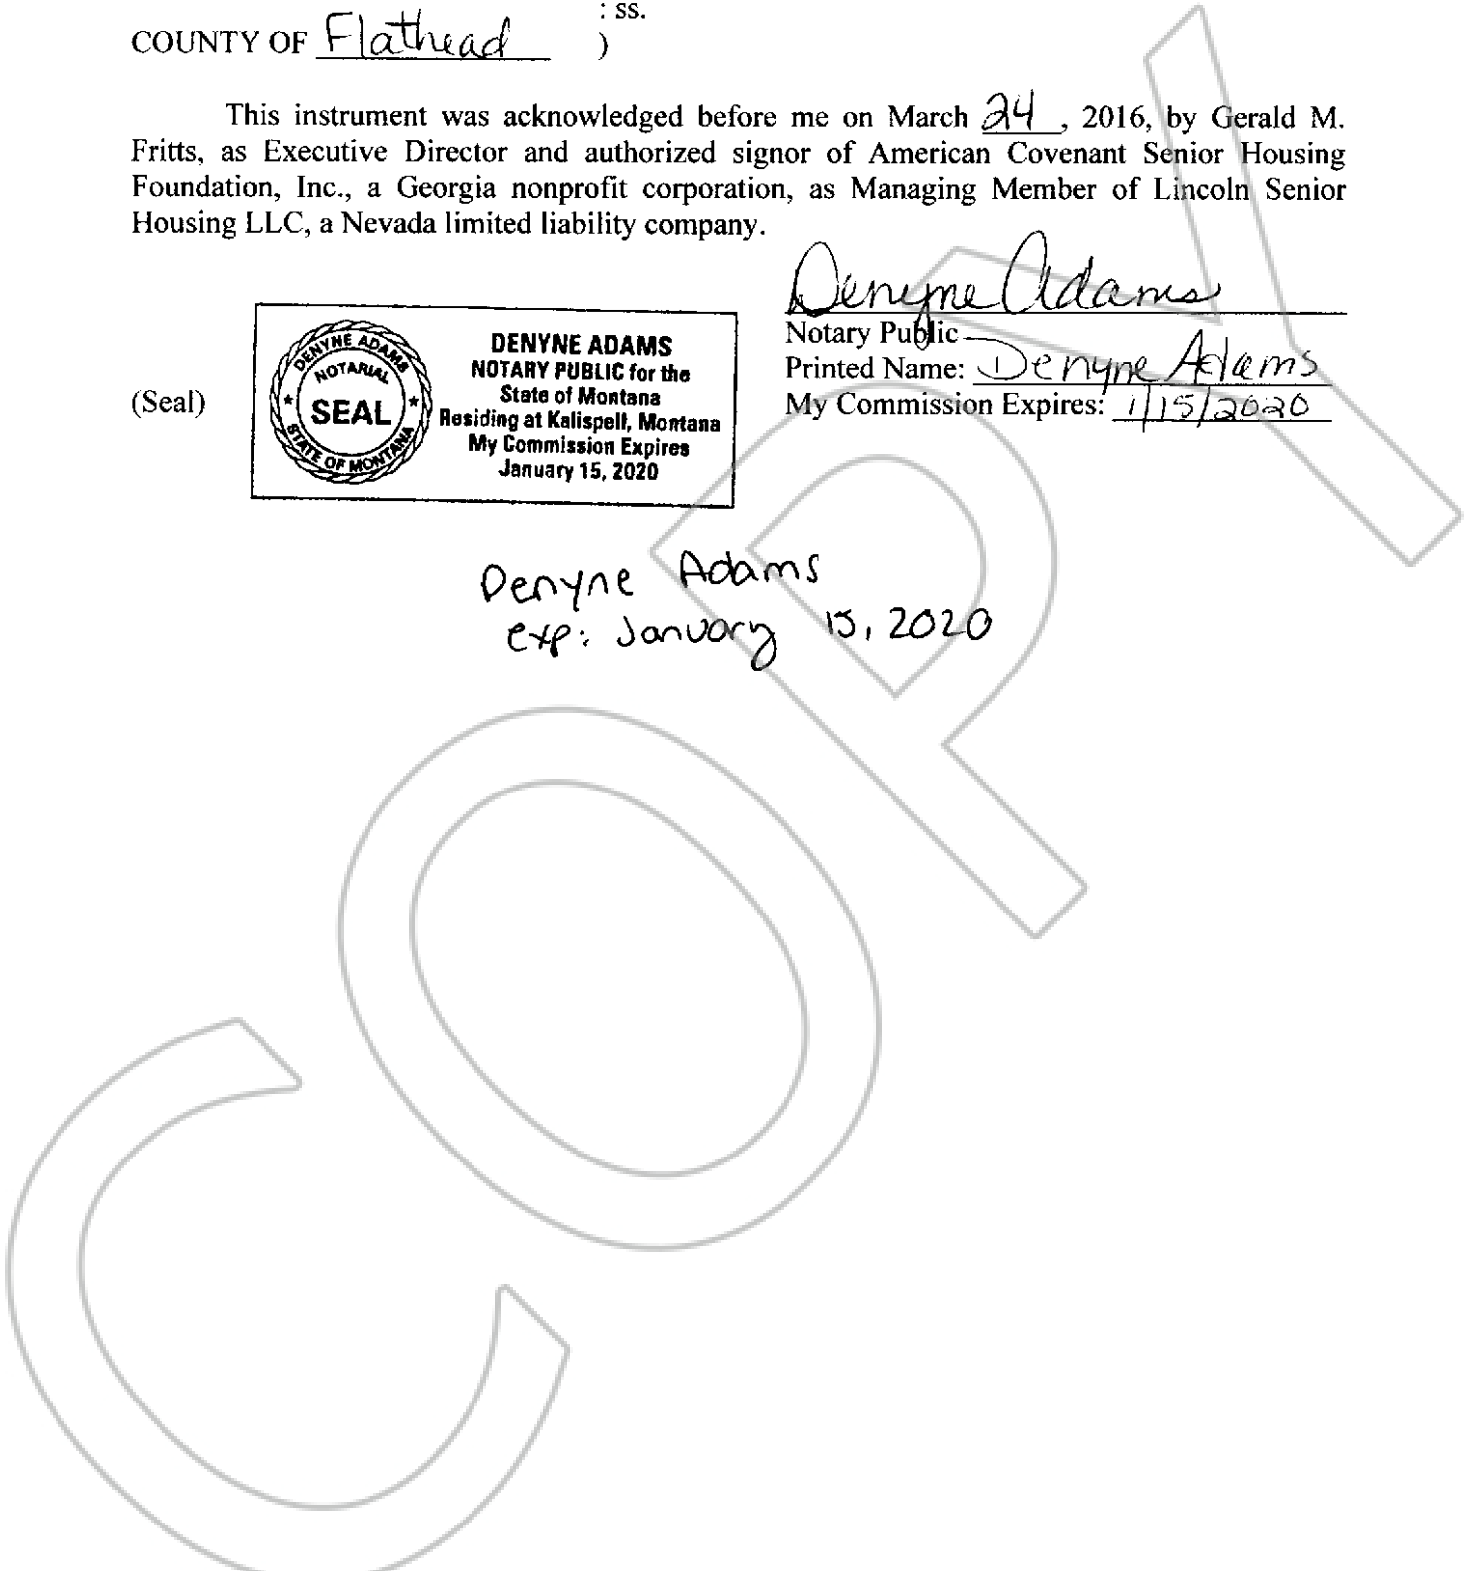 : ss.
COUNTY OF Flathead )
This instrument was acknowledged before me on March 24, 2016, by Gerald M.
Fritts, as Executive Director and authorized signor of American Covenant Senior Housing
Foundation, Inc., a Georgia nonprofit corporation, as Managing Member of Lincoln Senior
Housing LLC, a Nevada limited liability company.
Denyne Adams
Notary Public
Printed Name: Denyne Adams
My Commission Expires: 1/15/2020
(Seal)
DENYNE ADAMS
NOTARIAL
SEAL
STATE OF MONTANA
DENYNE ADAMS
NOTARY PUBLIC for the
State of Montana
Residing at Kalispell, Montana
My Commission Expires
January 15, 2020
Denyne Adams
exp: January 15, 2020
COPY